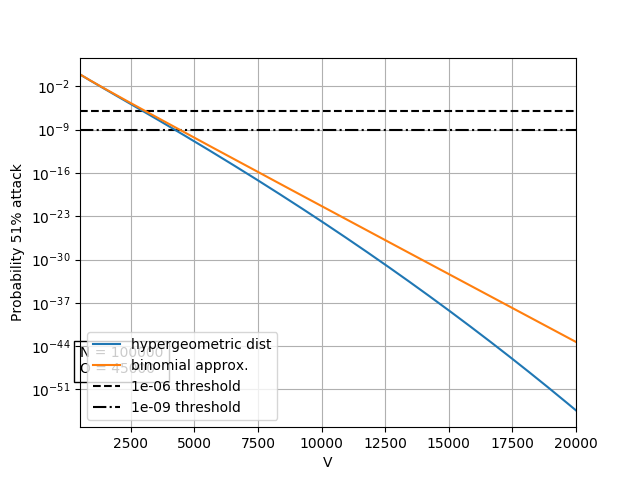 Probability 51% attack
10⁻²
10⁻⁹
10⁻¹⁶
10⁻²³
10⁻³⁰
10⁻³⁷
10⁻⁴⁴
10⁻⁵¹
N = 100000
hypergeometric dist
binomial approx.
1e-06 threshold
1e-09 threshold
2500 5000 7500 10000 12500 15000 17500 20000
V